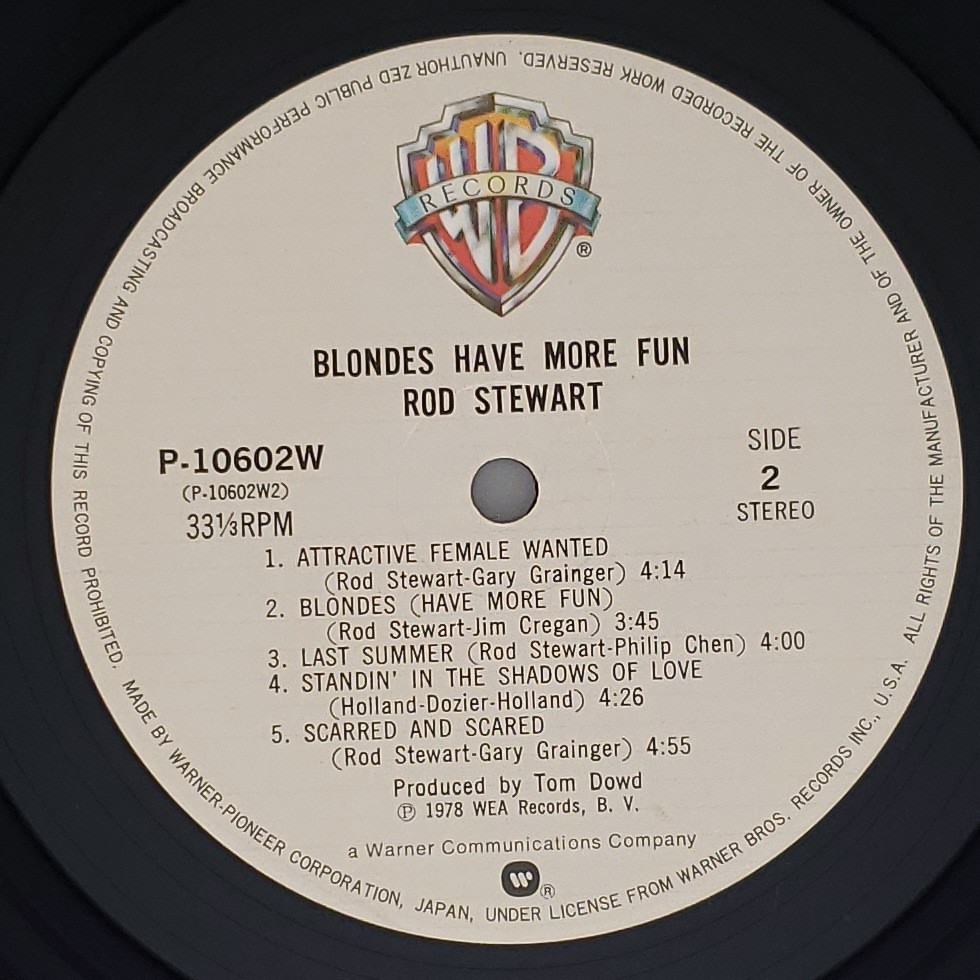 WB
RECORDS
®
BLONDES HAVE MORE FUN
ROD STEWART
P-10602W
(P-10602W2)
33⅓RPM
SIDE
2
STEREO
1. ATTRACTIVE FEMALE WANTED
(Rod Stewart-Gary Grainger) 4:14
2. BLONDES (HAVE MORE FUN)
(Rod Stewart-Jim Cregan) 3:45
3. LAST SUMMER (Rod Stewart-Philip Chen) 4:00
4. STANDIN' IN THE SHADOWS OF LOVE
(Holland-Dozier-Holland) 4:26
5. SCARRED AND SCARED
(Rod Stewart-Gary Grainger) 4:55
Produced by Tom Dowd
℗ 1978 WEA Records, B. V.
a Warner Communications Company
W®
MADE BY WARNER-PIONEER CORPORATION, JAPAN, UNDER LICENSE FROM WARNER BROS. RECORDS INC., U.S.A. ALL RIGHTS OF THE MANUFACTURER AND OF THE OWNER OF THE RECORDED WORK RESERVED. UNAUTHOR ZED PUBLIC PERFORMANCE BROADCASTING AND COPYING OF THIS RECORD PROHIBITED.